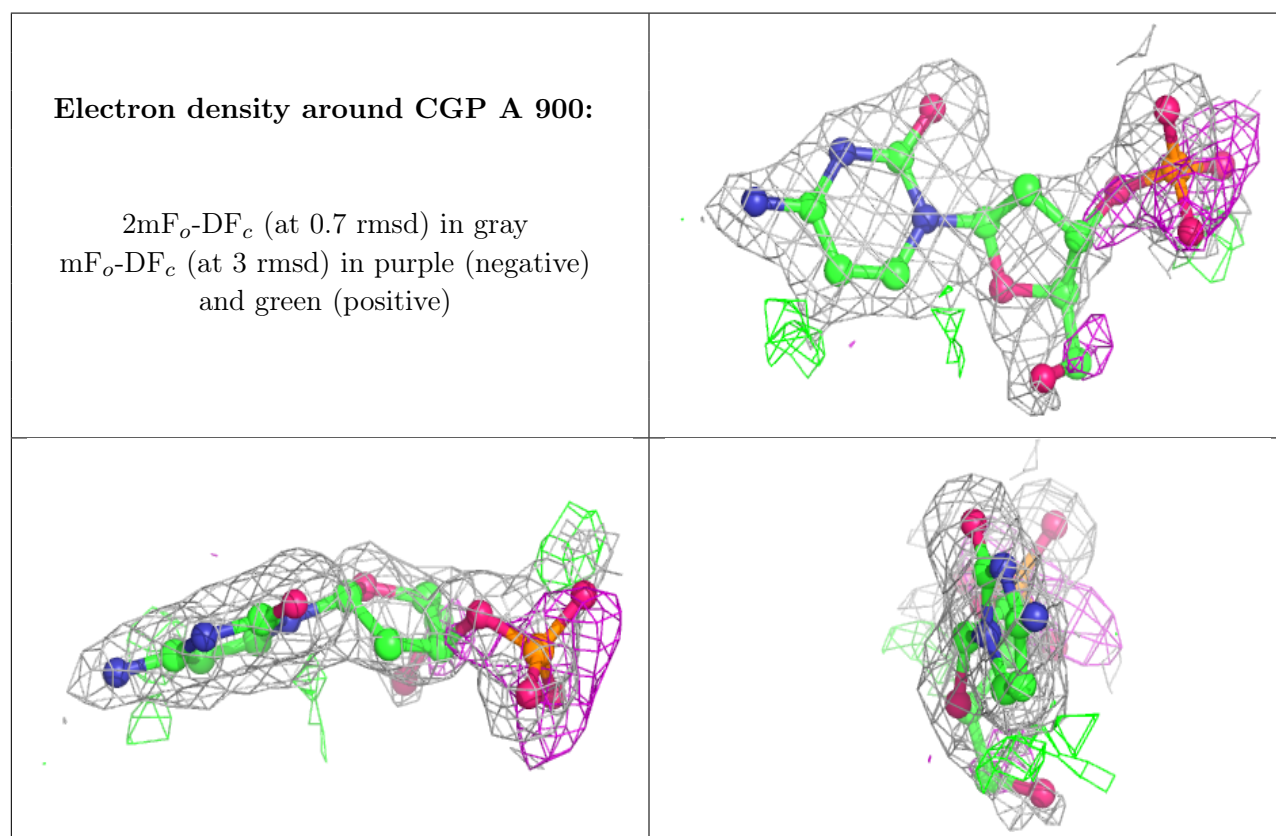 Electron density around CGP A 900:
2mFo-DFc (at 0.7 rmsd) in gray
mFo-DFc (at 3 rmsd) in purple (negative)
and green (positive)